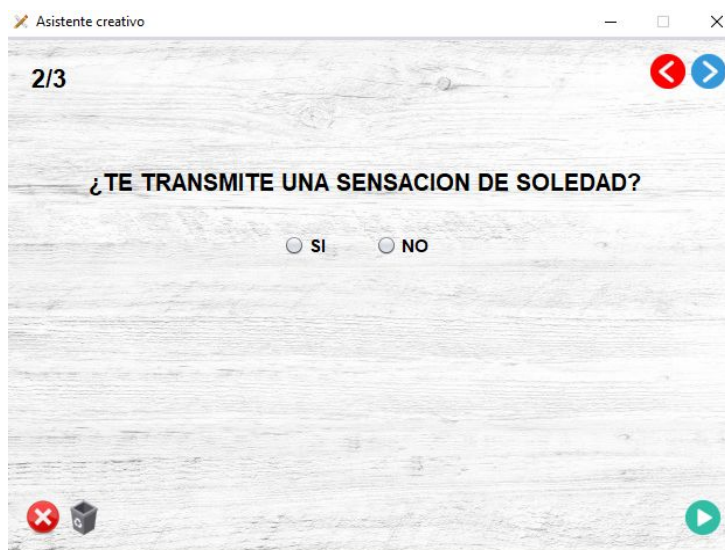 Asistente creativo
2/3
¿TE TRANSMITE UNA SENSACION DE SOLEDAD?
SI NO